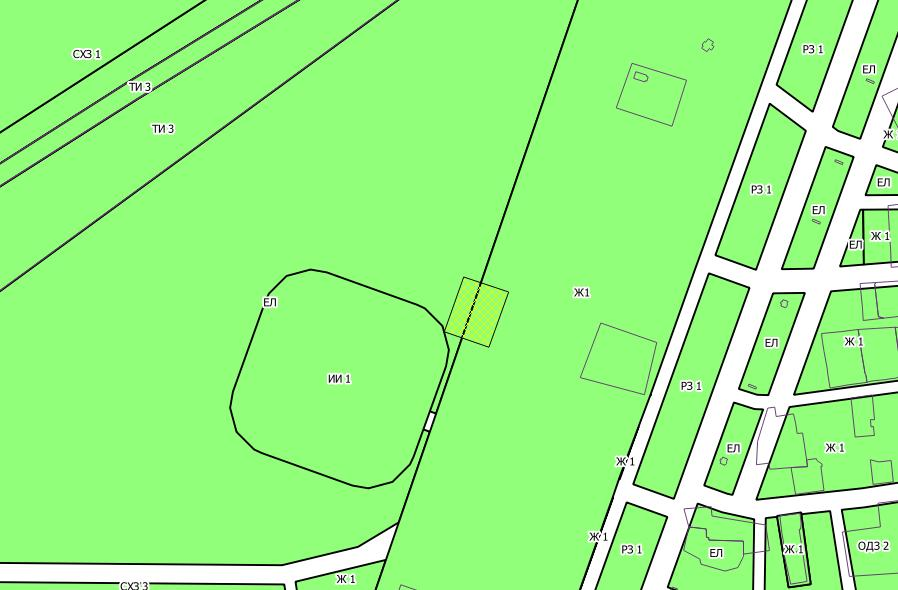 РЗ 1
СХЗ 1
ЕЛ
ТИ 3
ТИ 3
Ж
ЕЛ
РЗ 1
ЕЛ
Ж 1
ЕЛ
Ж1
ЕЛ
Ж 1
ЕЛ
ИИ 1
РЗ 1
ЕЛ
Ж 1
Ж 1
Ж 1
РЗ 1
ЕЛ
Ж 1
ОДЗ 2
Ж 1
СХЗ 3